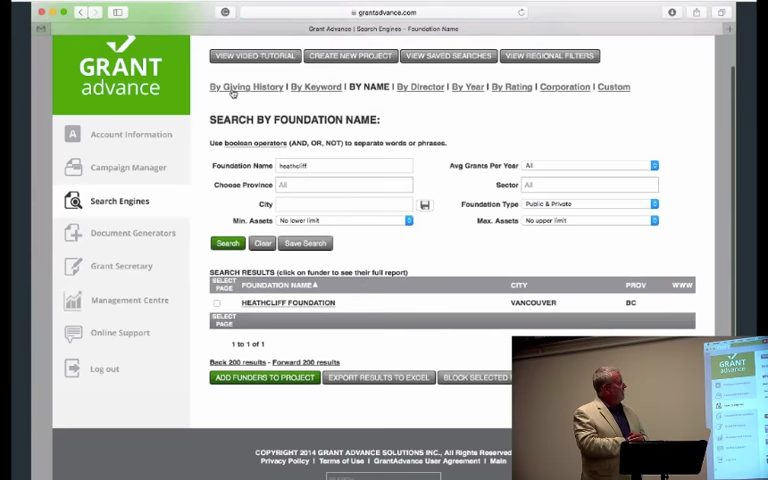 grantadvance.com
Grant Advance | Search Engines - Foundation Name
GRANT
advance
VIEW VIDEO TUTORIAL
CREATE NEW PROJECT
VIEW SAVED SEARCHES
VIEW REGIONAL FILTERS
By Giving History | By Keyword | BY NAME | By Director | By Year | By Rating | Corporation | Custom
SEARCH BY FOUNDATION NAME:
Use boolean operators (AND, OR, NOT) to separate words or phrases.
Foundation Name heathcliff Avg Grants Per Year All
Choose Province All Sector All
City Foundation Type Public & Private
Min. Assets No lower limit Max. Assets No upper limit
Search Clear Save Search
A Account Information
Campaign Manager
Search Engines
Document Generators
Grant Secretary
Management Centre
Online Support
Log out
SEARCH RESULTS (click on funder to see their full report)
SELECT PAGE FOUNDATION NAME CITY PROV WWW
HEATHCLIFF FOUNDATION VANCOUVER BC
SELECT PAGE
1 to 1 of 1
Back 200 results - Forward 200 results
ADD FUNDERS TO PROJECT EXPORT RESULTS TO EXCEL BLOCK SELECTED
COPYRIGHT 2014 GRANT ADVANCE SOLUTIONS INC., All Rights Reserved
Privacy Policy | Terms of Use | GrantAdvance User Agreement | Main
SEARCH
GRANT
advance